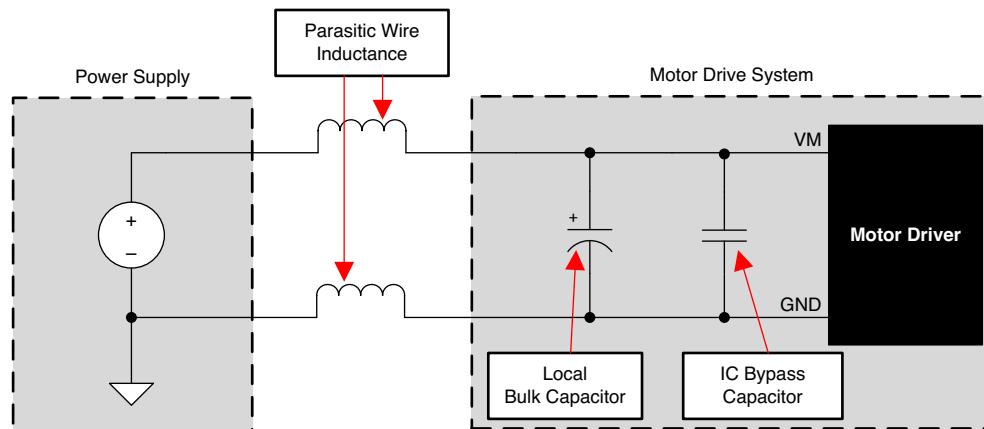 Parasitic Wire
Inductance
Power Supply
Motor Drive System
VM
+
+
−
Motor Driver
GND
Local
Bulk Capacitor
IC Bypass
Capacitor